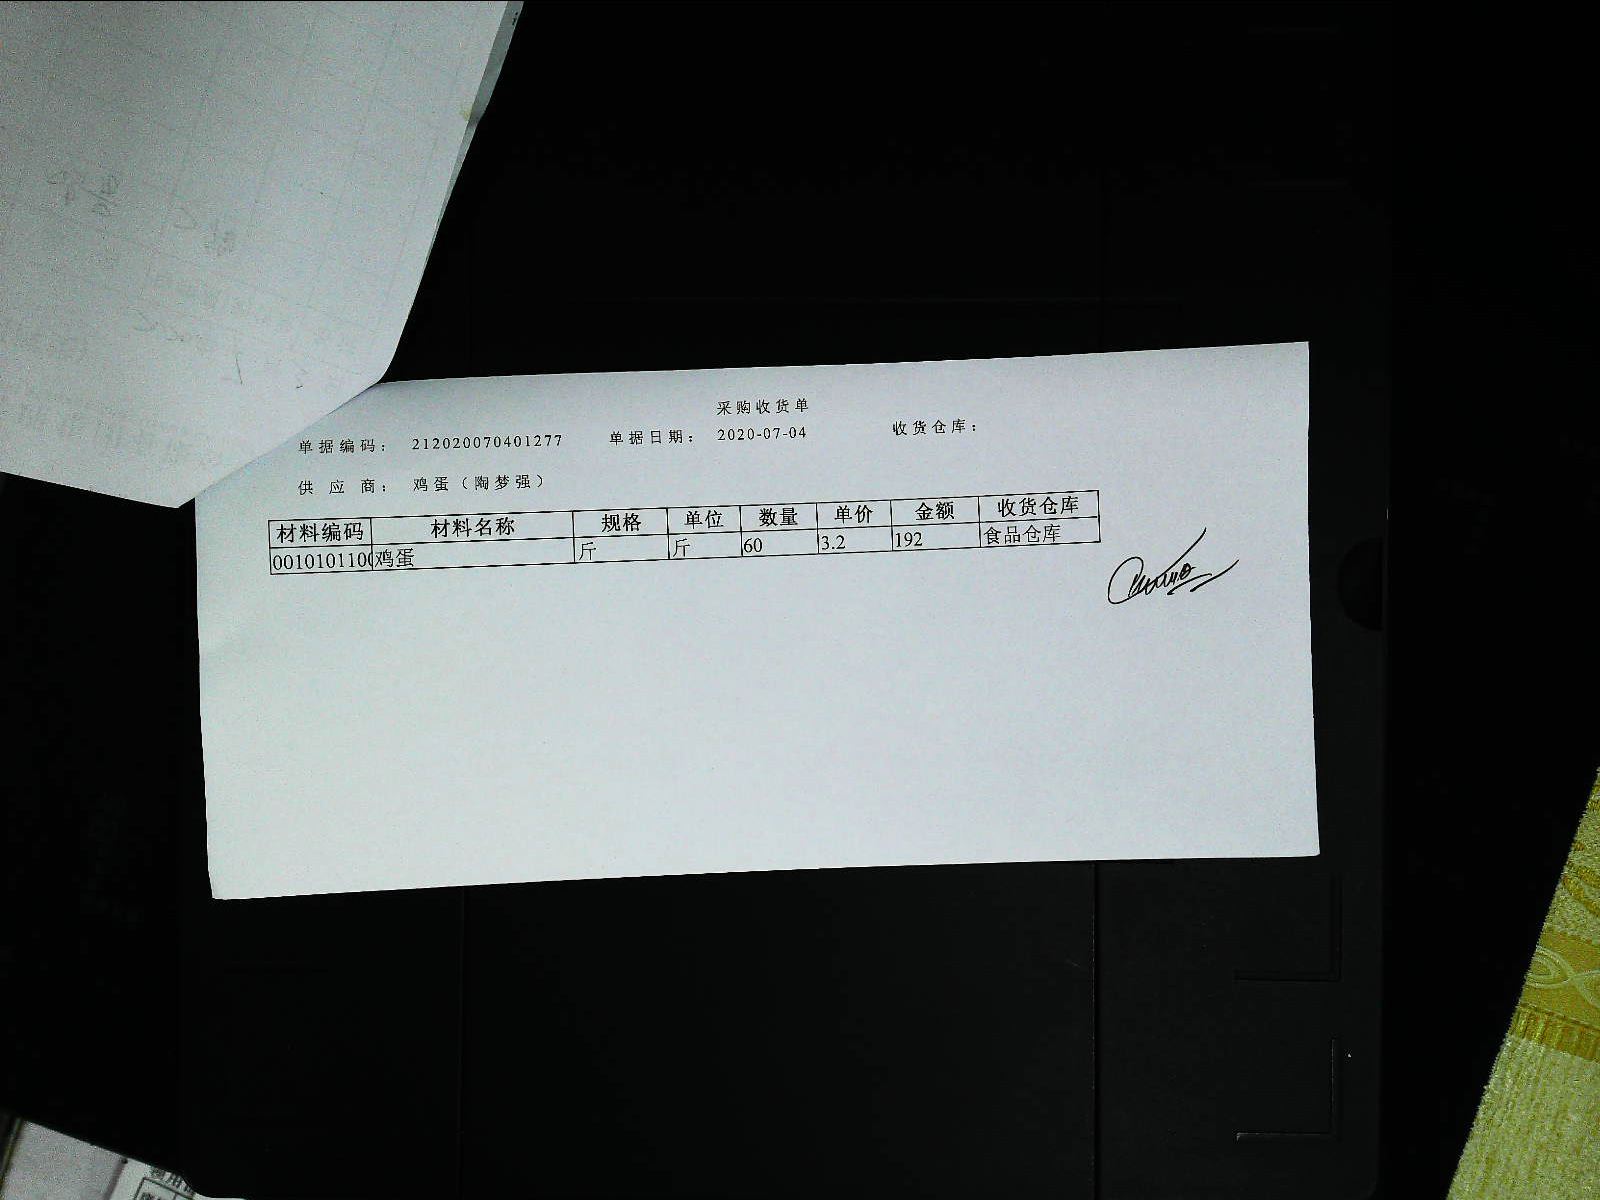 采购收货单
单据编码： 212020070401277 单据日期： 2020-07-04 收货仓库：
供应商： 鸡蛋（陶梦强）
材料编码 材料名称 规格 单位 数量 单价 金额 收货仓库
0010101100 鸡蛋 斤 斤 60 3.2 192 食品仓库